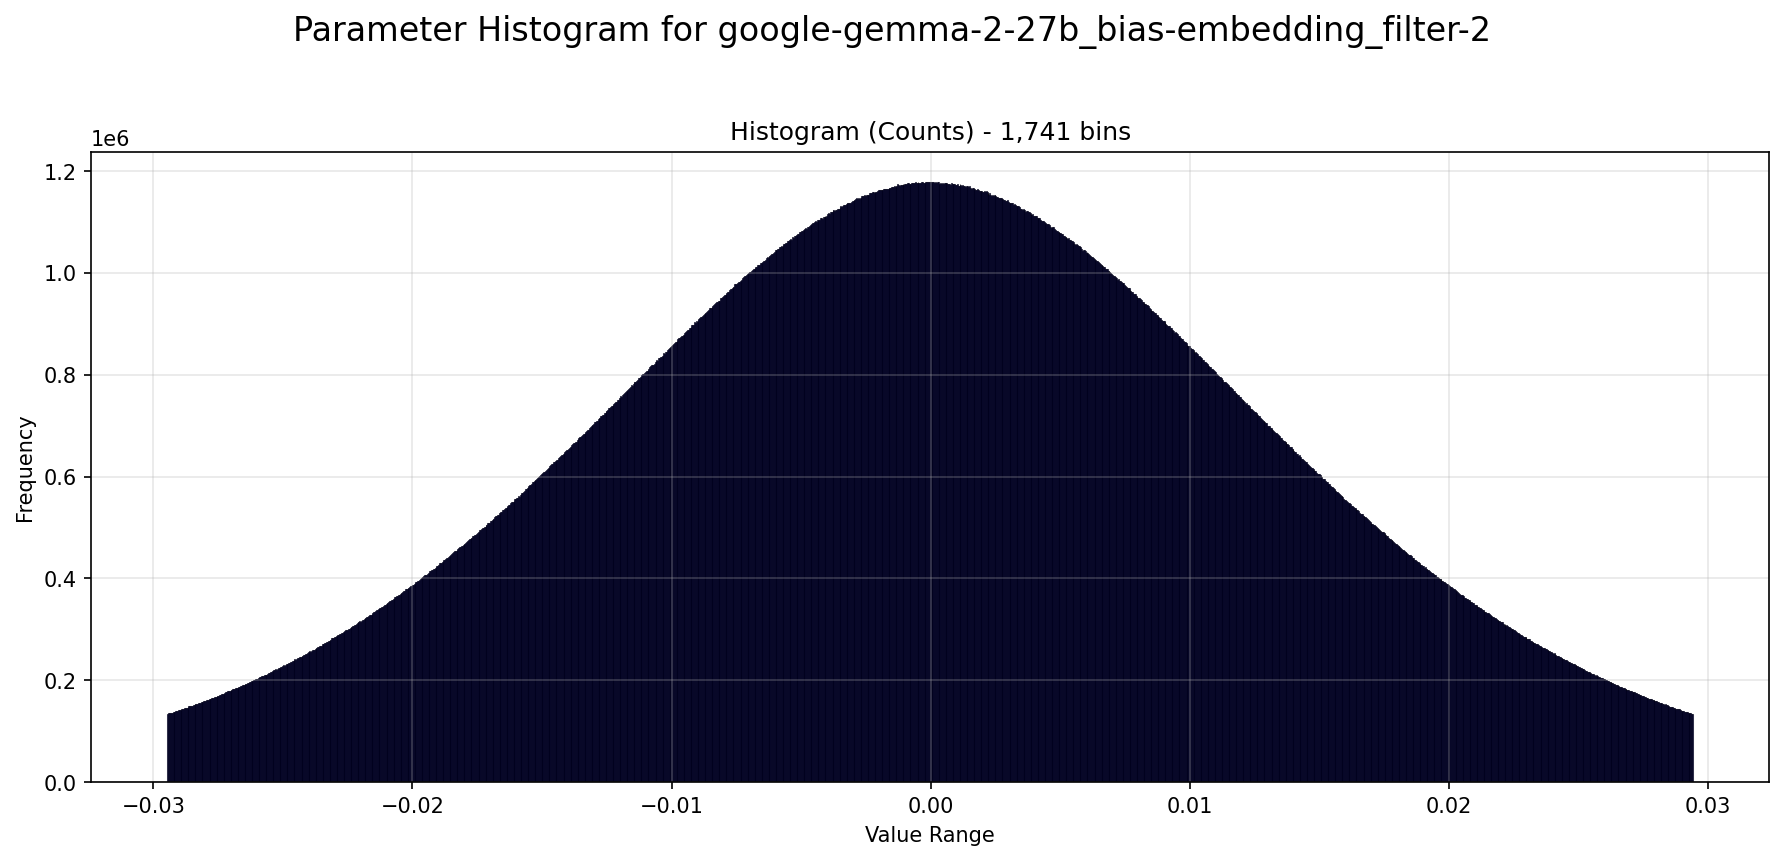 Parameter Histogram for google-gemma-2-27b_bias-embedding_filter-2
Histogram (Counts) - 1,741 bins
1e6
1.2
1.0
0.8
0.6
0.4
0.2
0.0
Frequency
−0.03 −0.02 −0.01 0.00 0.01 0.02 0.03
Value Range